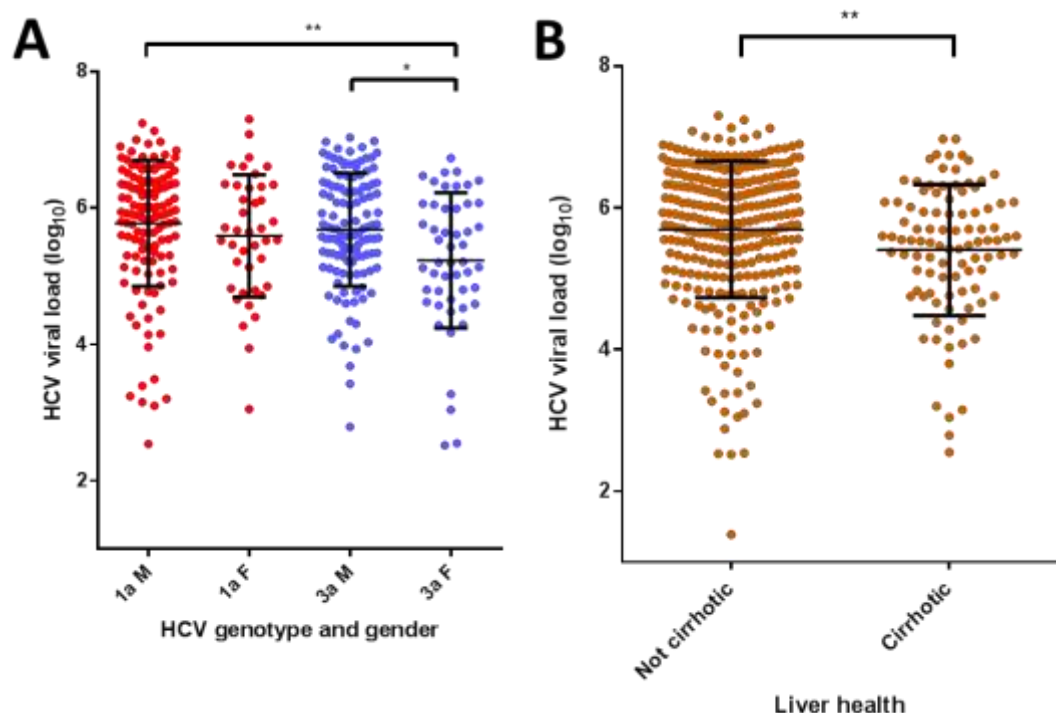 A
**
*
8
6
4
2
HCV viral load (log10)
1a M
1a F
3a M
3a F
HCV genotype and gender
B
**
8
6
4
2
HCV viral load (log10)
Not cirrhotic
Cirrhotic
Liver health